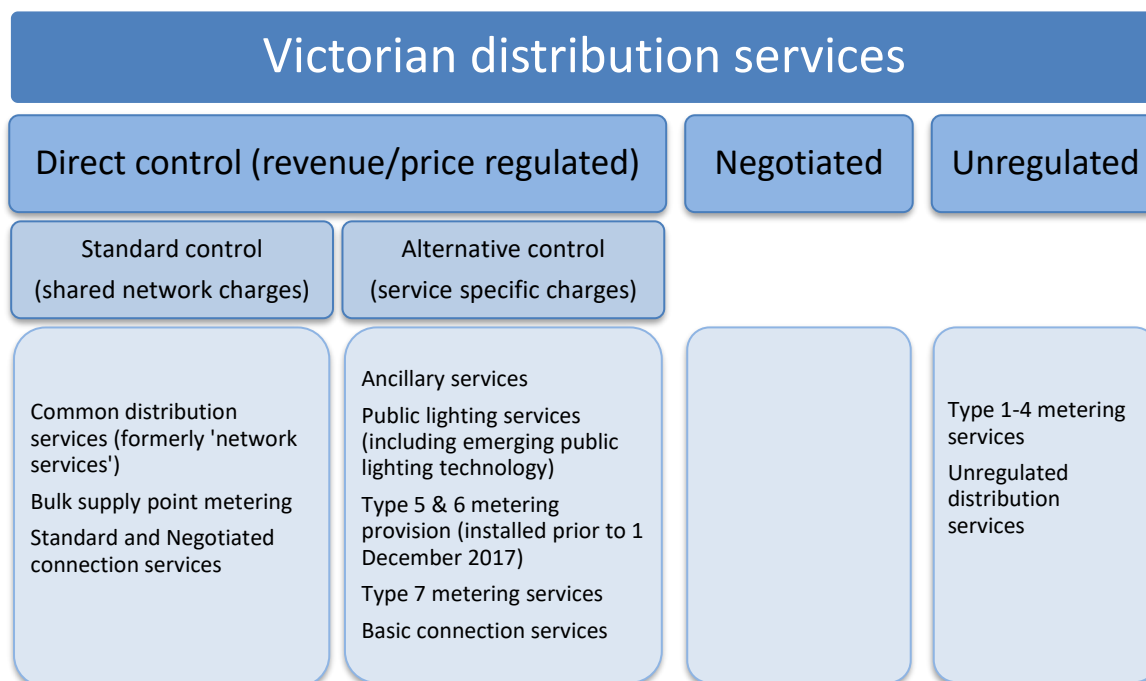 Victorian distribution services
Direct control (revenue/price regulated)
Negotiated
Unregulated
Standard control
(shared network charges)
Alternative control
(service specific charges)
Common distribution
services (formerly 'network
services')
Bulk supply point metering
Standard and Negotiated
connection services
Ancillary services
Public lighting services
(including emerging public
lighting technology)
Type 5 & 6 metering
provision (installed prior to 1
December 2017)
Type 7 metering services
Basic connection services
Type 1-4 metering
services
Unregulated
distribution
services